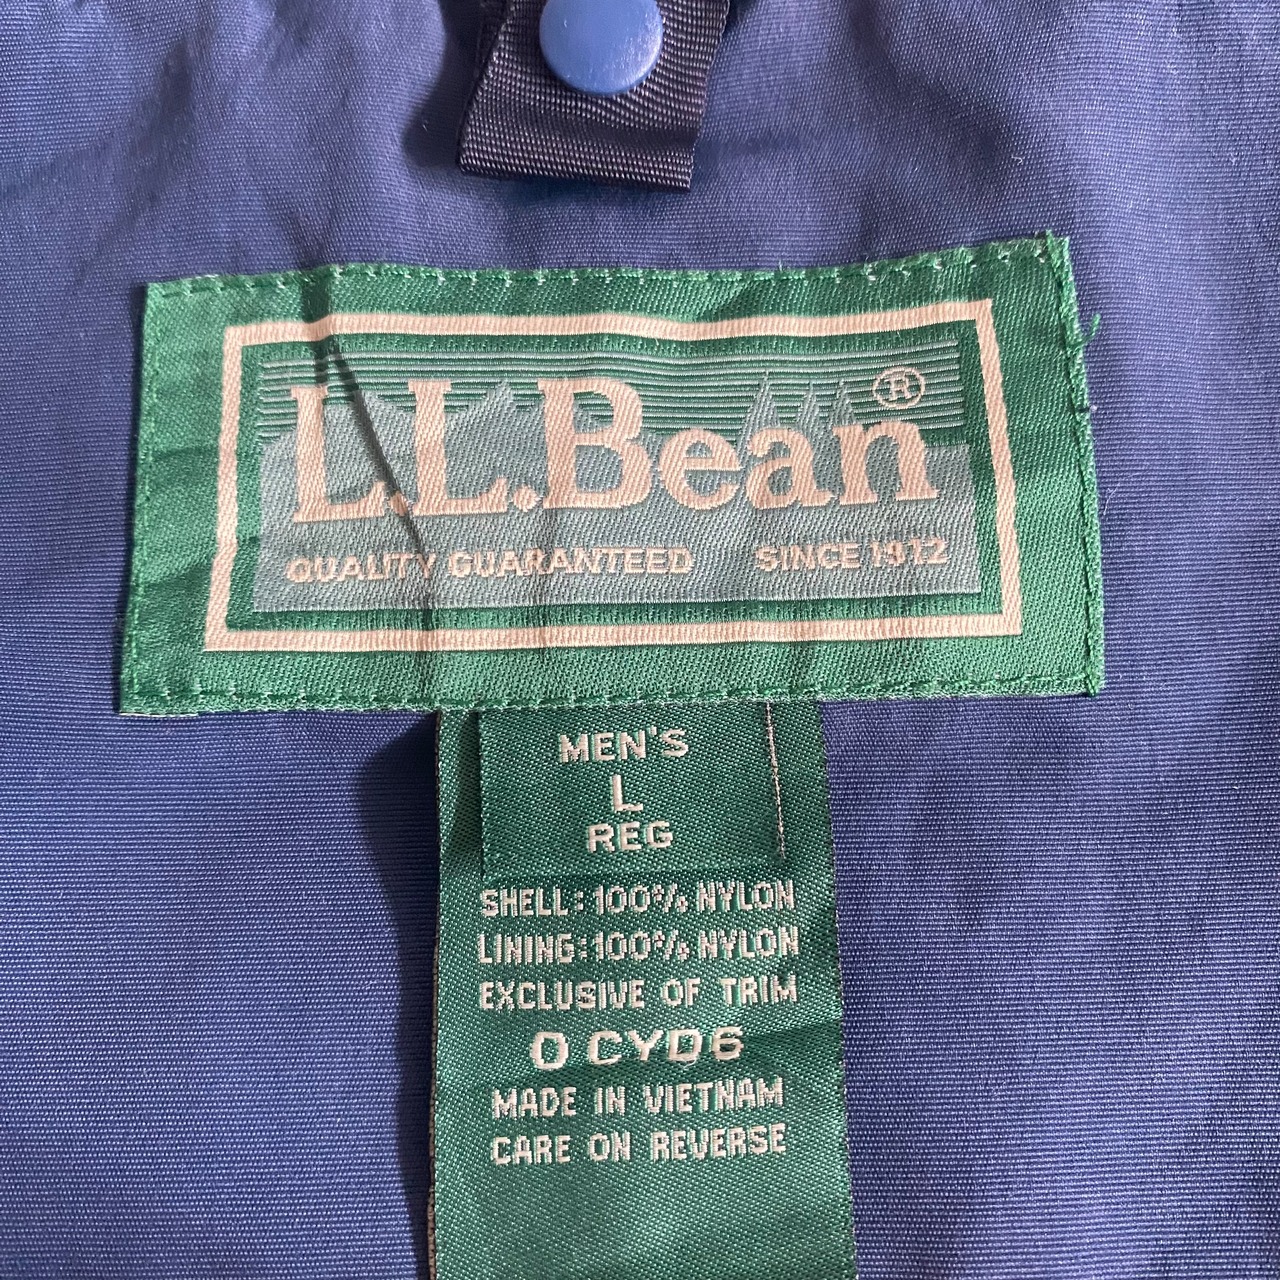 L.L.Bean®
QUALITY GUARANTEED SINCE 1912
MEN'S
L
REG
SHELL: 100% NYLON
LINING: 100% NYLON
EXCLUSIVE OF TRIM
0 CYD6
MADE IN VIETNAM
CARE ON REVERSE